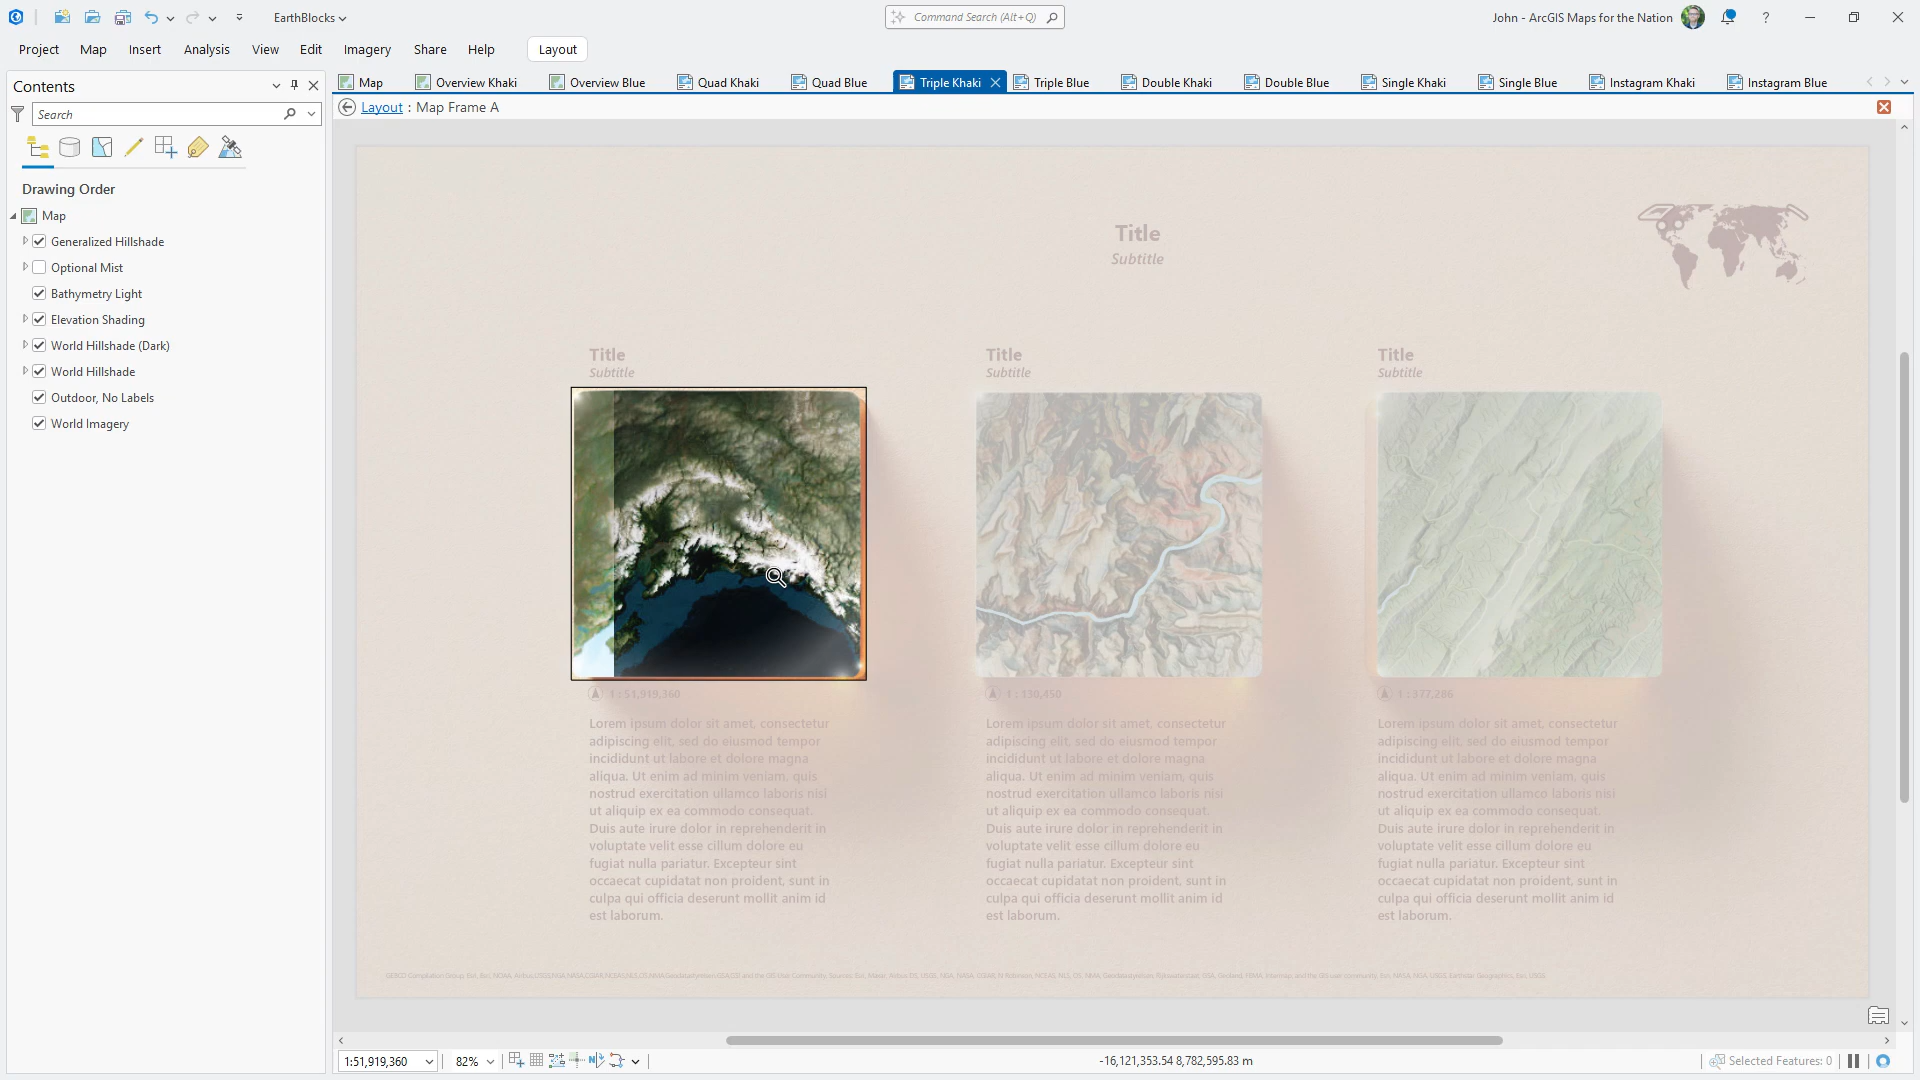 EarthBlocks
Command Search (Alt+Q)
John - ArcGIS Maps for the Nation
Project
Map
Insert
Analysis
View
Edit
Imagery
Share
Help
Layout
Contents
Map
Overview Khaki
Overview Blue
Quad Khaki
Quad Blue
Triple Khaki
Triple Blue
Double Khaki
Double Blue
Single Khaki
Single Blue
Instagram Khaki
Instagram Blue
Search
Layout : Map Frame A
Drawing Order
Map
Generalized Hillshade
Optional Mist
Bathymetry Light
Elevation Shading
World Hillshade (Dark)
World Hillshade
Outdoor, No Labels
World Imagery
Title
Subtitle
Title
Subtitle
1 : 51,919,360
Lorem ipsum dolor sit amet, consectetur
adipiscing elit, sed do eiusmod tempor
incididunt ut labore et dolore magna
aliqua. Ut enim ad minim veniam, quis
nostrud exercitation ullamco laboris nisi
ut aliquip ex ea commodo consequat.
Duis aute irure dolor in reprehenderit in
voluptate velit esse cillum dolore eu
fugiat nulla pariatur. Excepteur sint
occaecat cupidatat non proident, sunt in
culpa qui officia deserunt mollit anim id
est laborum.
Title
Subtitle
1 : 130,450
Lorem ipsum dolor sit amet, consectetur
adipiscing elit, sed do eiusmod tempor
incididunt ut labore et dolore magna
aliqua. Ut enim ad minim veniam, quis
nostrud exercitation ullamco laboris nisi
ut aliquip ex ea commodo consequat.
Duis aute irure dolor in reprehenderit in
voluptate velit esse cillum dolore eu
fugiat nulla pariatur. Excepteur sint
occaecat cupidatat non proident, sunt in
culpa qui officia deserunt mollit anim id
est laborum.
Title
Subtitle
1 : 377,286
Lorem ipsum dolor sit amet, consectetur
adipiscing elit, sed do eiusmod tempor
incididunt ut labore et dolore magna
aliqua. Ut enim ad minim veniam, quis
nostrud exercitation ullamco laboris nisi
ut aliquip ex ea commodo consequat.
Duis aute irure dolor in reprehenderit in
voluptate velit esse cillum dolore eu
fugiat nulla pariatur. Excepteur sint
occaecat cupidatat non proident, sunt in
culpa qui officia deserunt mollit anim id
est laborum.
1:51,919,360
82%
-16,121,353.54 8,782,595.83 m
Selected Features: 0